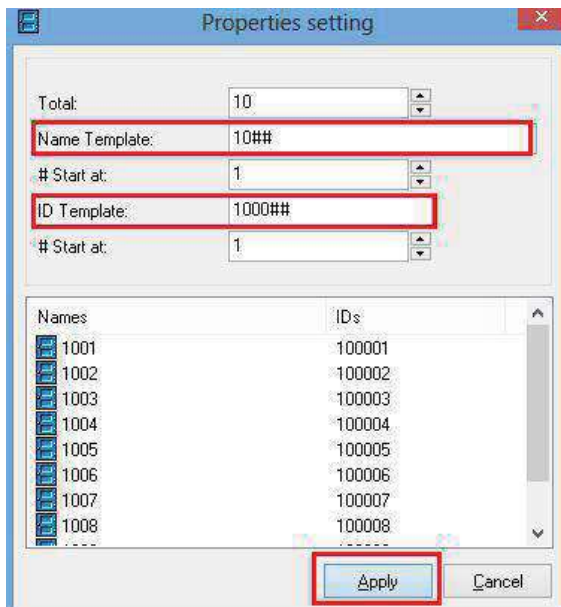 Properties setting
Total: 10
Name Template: 10##
# Start at: 1
ID Template: 1000##
# Start at: 1
Names IDs
1001 100001
1002 100002
1003 100003
1004 100004
1005 100005
1006 100006
1007 100007
1008 100008
Apply Cancel